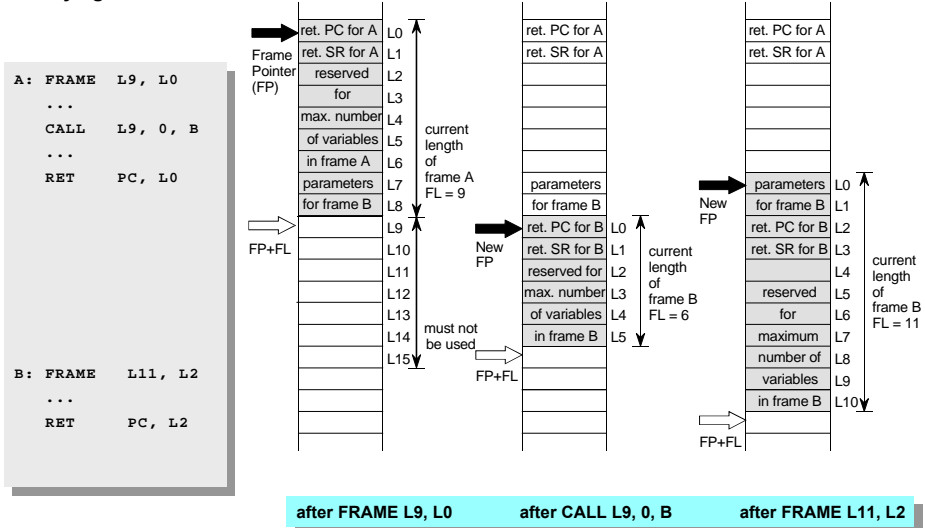 A: FRAME L9, L0
...
CALL L9, 0, B
...
RET PC, L0
B: FRAME L11, L2
...
RET PC, L2
Frame
Pointer
(FP)
FP+FL
ret. PC for A L0
ret. SR for A L1
reserved L2
for L3
max. number L4
of variables L5
in frame A L6
parameters L7
for frame B L8
L9
L10
L11
L12
L13
L14
L15
current
length
of
frame A
FL = 9
must not
be used
ret. PC for A
ret. SR for A
parameters
for frame B
ret. PC for B L0
ret. SR for B L1
reserved for L2
max. number L3
of variables L4
in frame B L5
New
FP
FP+FL
current
length
of
frame B
FL = 6
ret. PC for A
ret. SR for A
parameters L0
for frame B L1
ret. PC for B L2
ret. SR for B L3
L4
reserved L5
for L6
maximum L7
number of L8
variables L9
in frame B L10
New
FP
FP+FL
current
length
of
frame B
FL = 11
after FRAME L9, L0 after CALL L9, 0, B after FRAME L11, L2